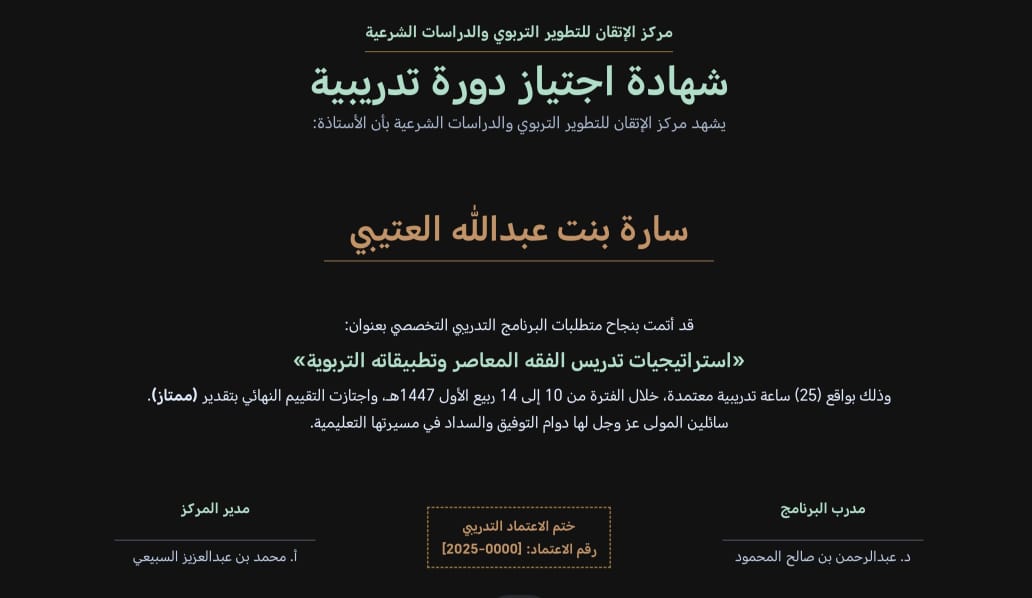 مركز الإتقان للتطوير التربوي والدراسات الشرعية
شهادة اجتياز دورة تدريبية
يشهد مركز الإتقان للتطوير التربوي والدراسات الشرعية بأن الأستاذة:
سارة بنت عبدالله العتيبي
قد أتمت بنجاح متطلبات البرنامج التدريبي التخصصي بعنوان:
«استراتيجيات تدريس الفقه المعاصر وتطبيقاته التربوية»
وذلك بواقع (25) ساعة تدريبية معتمدة، خلال الفترة من 10 إلى 14 ربيع الأول 1447هـ، واجتازت التقييم النهائي بتقدير (ممتاز).
سائلين المولى عز وجل لها دوام التوفيق والسداد في مسيرتها التعليمية.
مدرب البرنامج
د. عبدالرحمن بن صالح المحمود
ختم الاعتماد التدريبي
رقم الاعتماد: [0000-2025]
مدير المركز
أ. محمد بن عبدالعزيز السبيعي